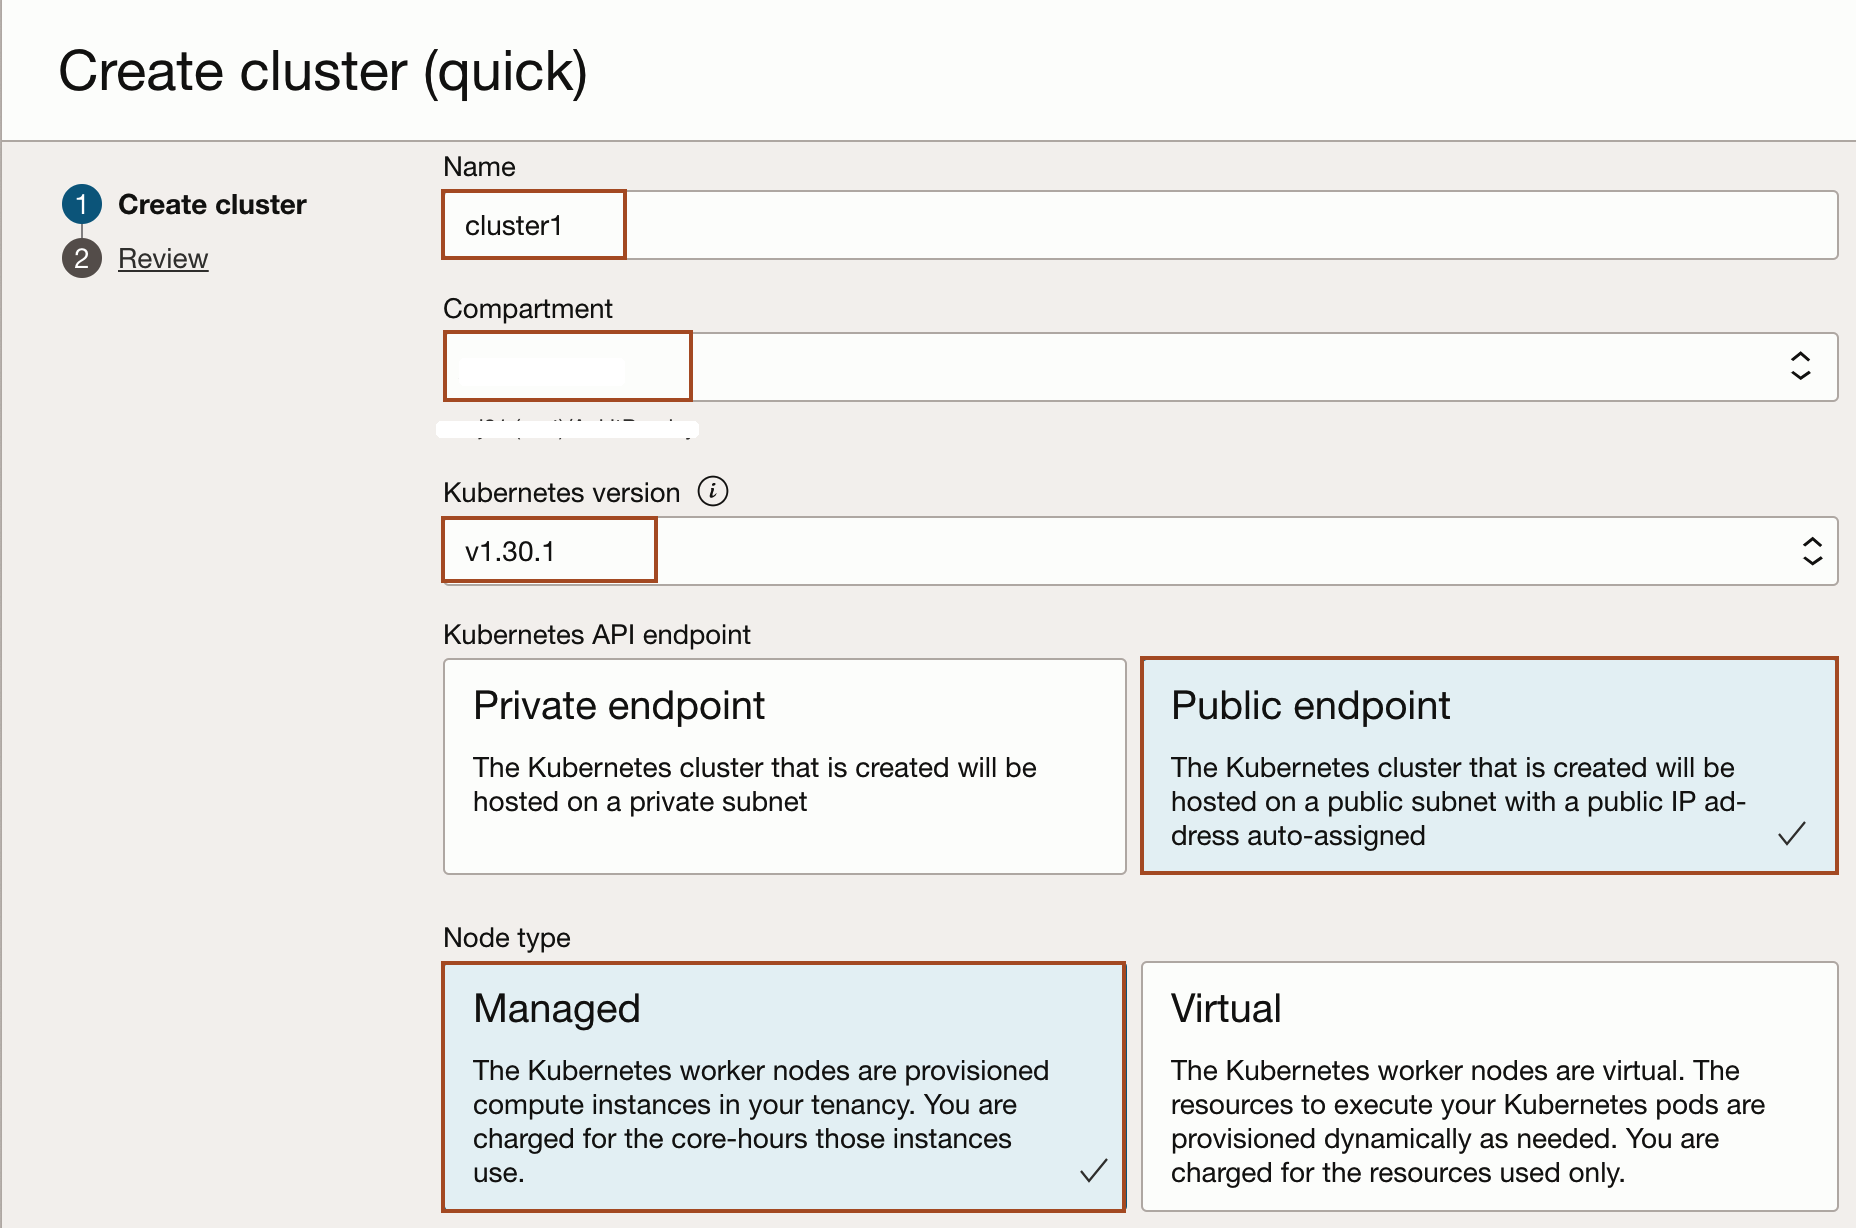 Create cluster (quick)
1 Create cluster
2 Review
Name
cluster1
Compartment
Kubernetes version i
v1.30.1
Kubernetes API endpoint
Private endpoint
The Kubernetes cluster that is created will be
hosted on a private subnet
Public endpoint
The Kubernetes cluster that is created will be
hosted on a public subnet with a public IP ad-
dress auto-assigned
Node type
Managed
The Kubernetes worker nodes are provisioned
compute instances in your tenancy. You are
charged for the core-hours those instances
use.
Virtual
The Kubernetes worker nodes are virtual. The
resources to execute your Kubernetes pods are
provisioned dynamically as needed. You are
charged for the resources used only.